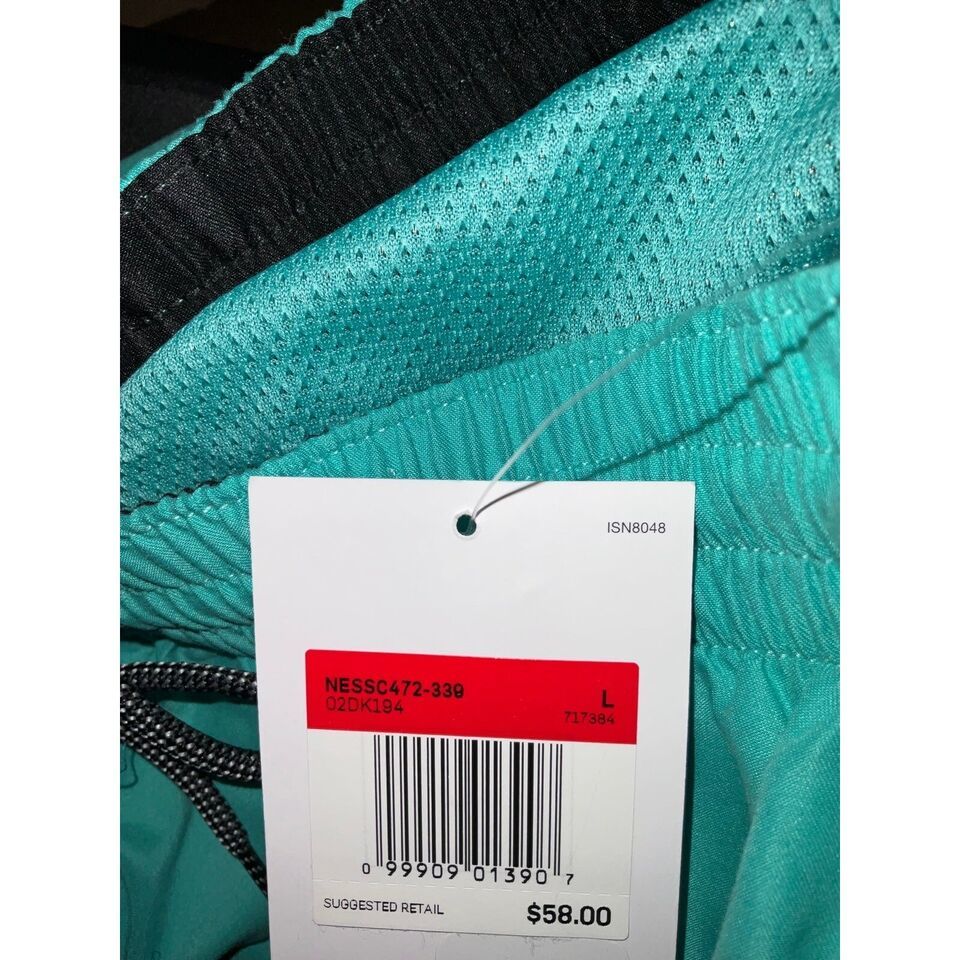 ISN8048
NESSC472-339
02DK194
L
717384
0 99909 01390 7
SUGGESTED RETAIL
$58.00